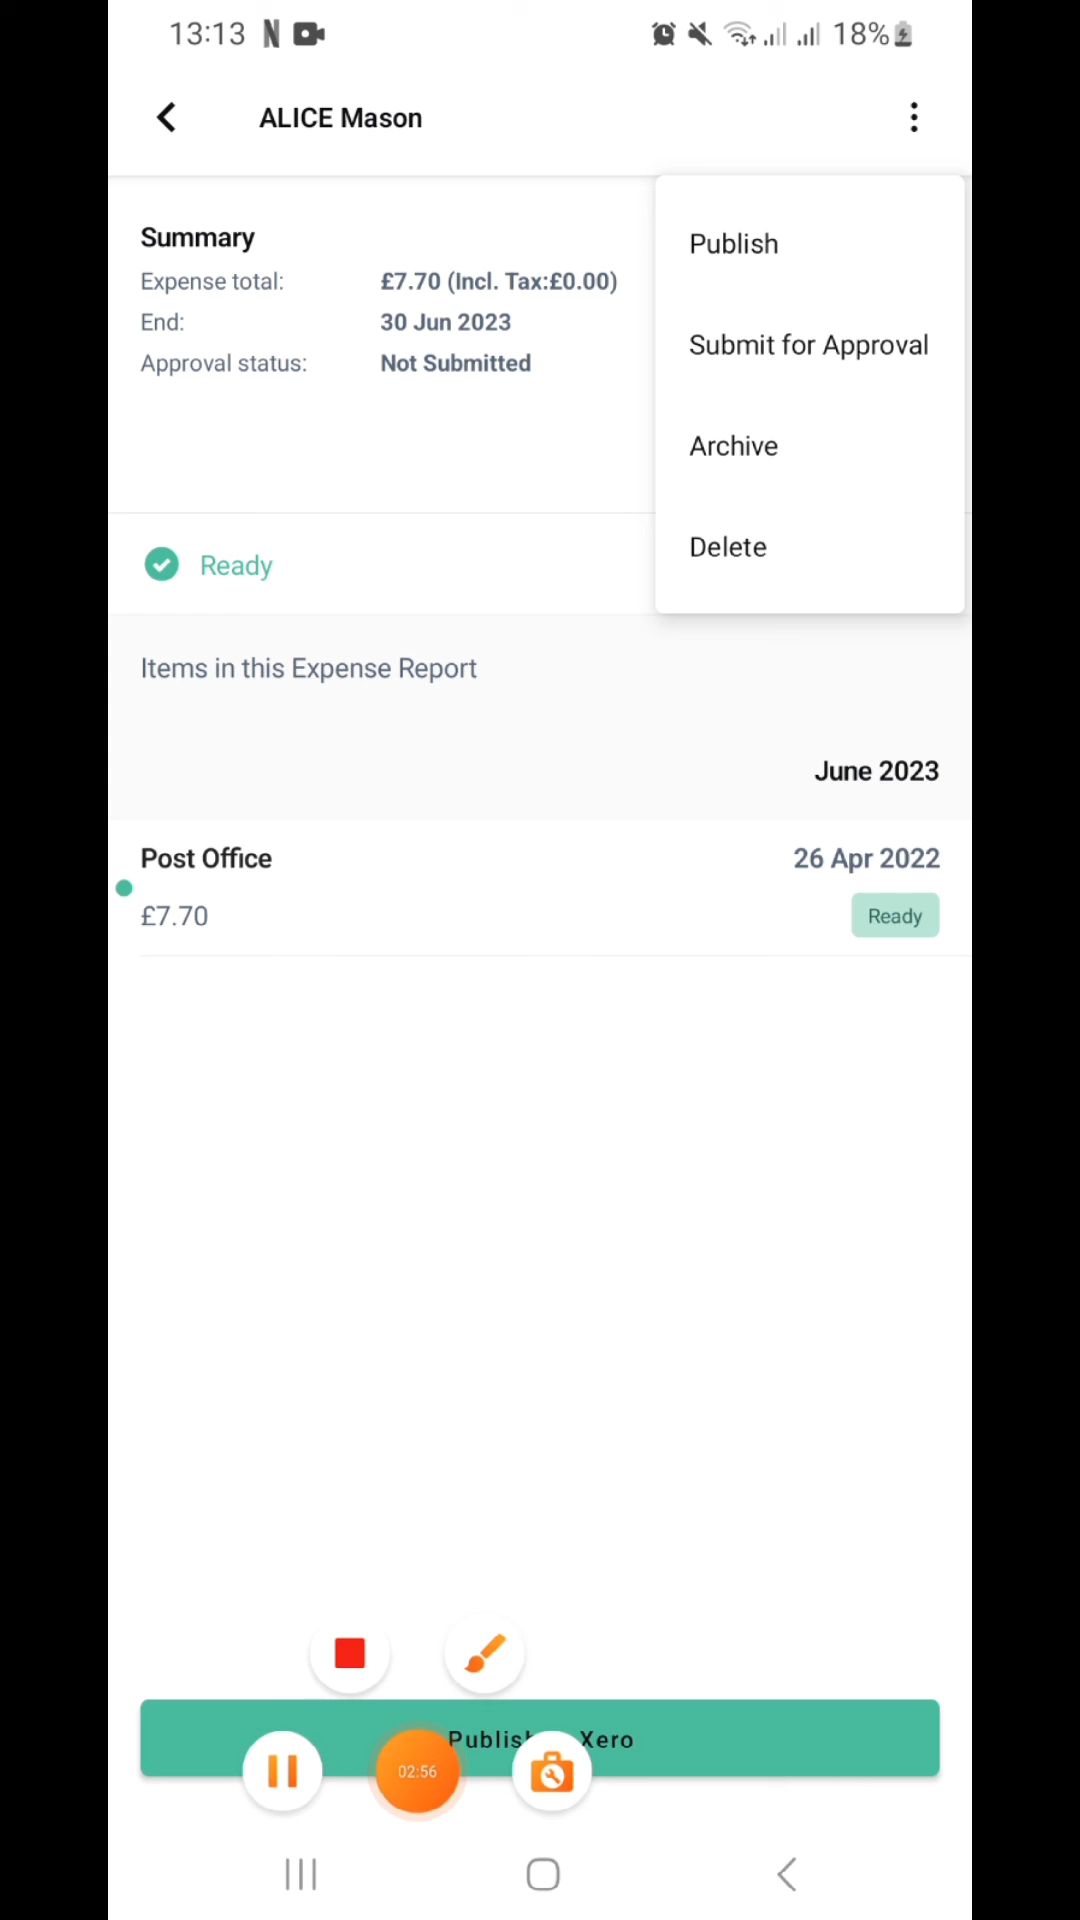 13:13
18%
ALICE Mason
Publish
Submit for Approval
Archive
Delete
Summary
Expense total: £7.70 (Incl. Tax:£0.00)
End: 30 Jun 2023
Approval status: Not Submitted
Ready
Items in this Expense Report
June 2023
Post Office 26 Apr 2022
£7.70 Ready
Xero
02:56